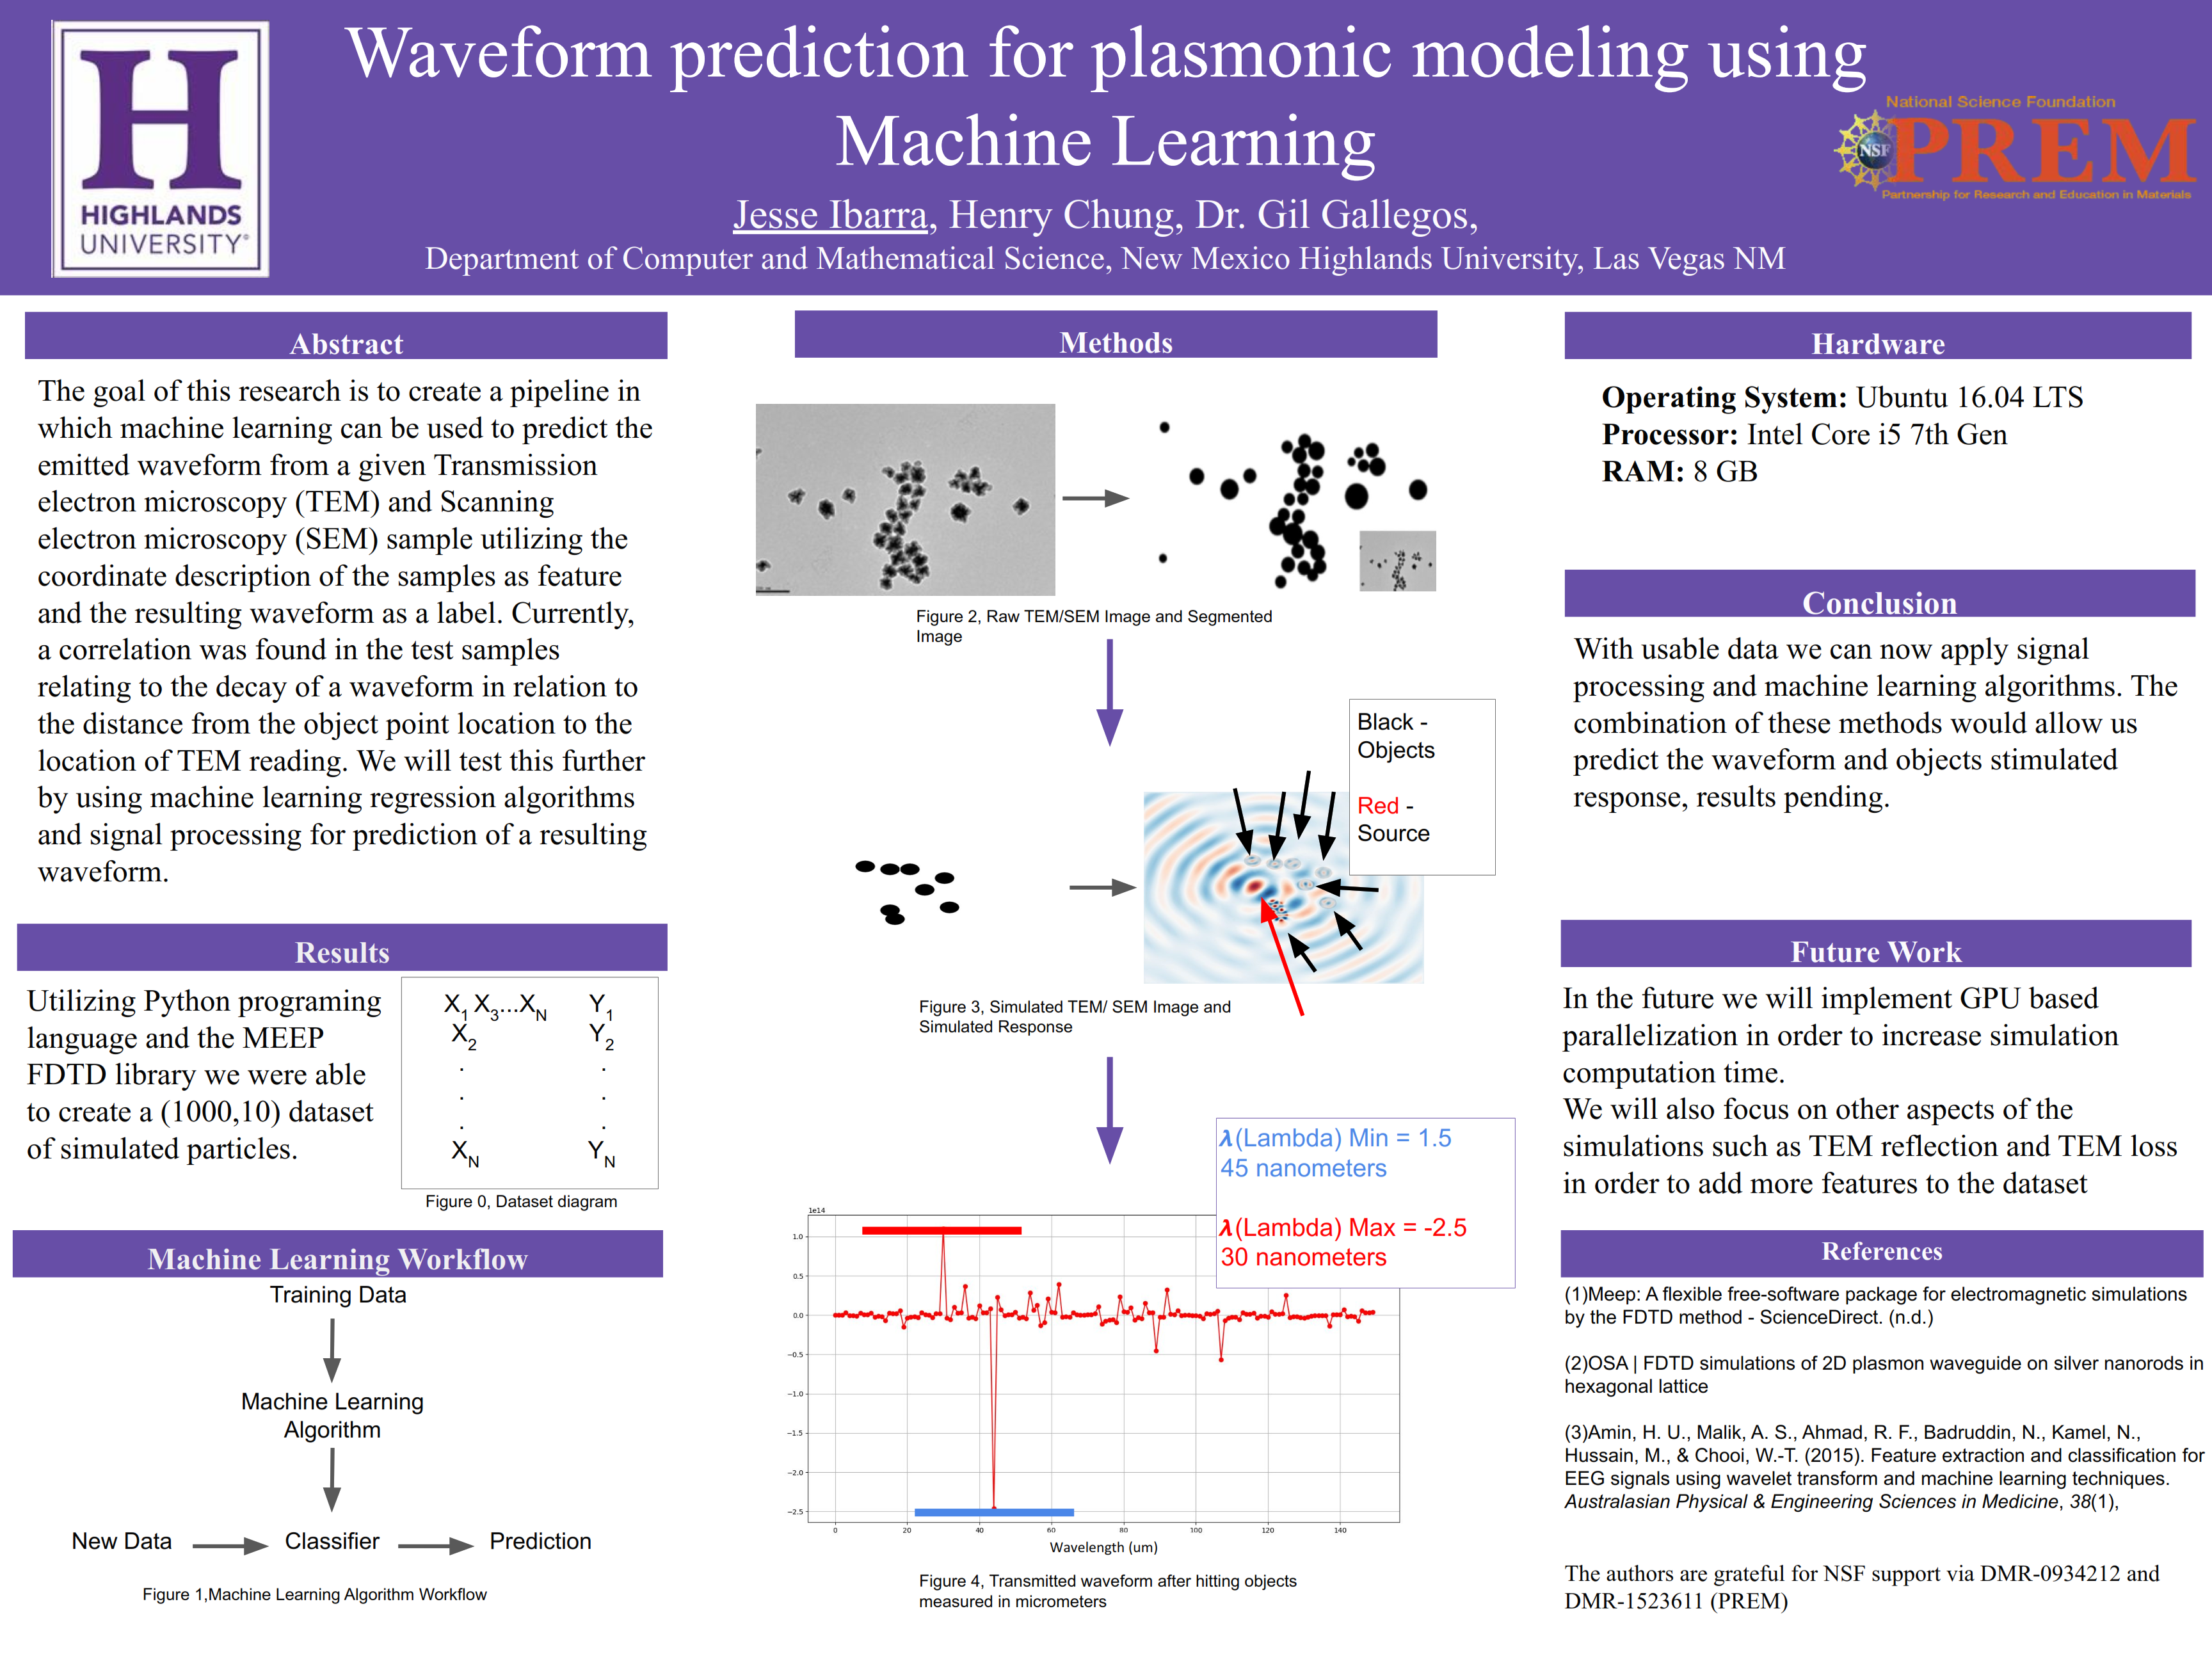 Waveform prediction for plasmonic modeling using
Machine Learning
Jesse Ibarra, Henry Chung, Dr. Gil Gallegos,
Department of Computer and Mathematical Science, New Mexico Highlands University, Las Vegas NM
H
HIGHLANDS
UNIVERSITY
National Science Foundation
NSF
PREM
Partnership for Research and Education in Materials
Abstract
The goal of this research is to create a pipeline in
which machine learning can be used to predict the
emitted waveform from a given Transmission
electron microscopy (TEM) and Scanning
electron microscopy (SEM) sample utilizing the
coordinate description of the samples as feature
and the resulting waveform as a label. Currently,
a correlation was found in the test samples
relating to the decay of a waveform in relation to
the distance from the object point location to the
location of TEM reading. We will test this further
by using machine learning regression algorithms
and signal processing for prediction of a resulting
waveform.
Results
Utilizing Python programing
language and the MEEP
FDTD library we were able
to create a (1000,10) dataset
of simulated particles.
X1 X3...XN Y1
X2 Y2
. .
. .
. .
XN YN
Figure 0, Dataset diagram
Machine Learning Workflow
Training Data
Machine Learning
Algorithm
New Data
Classifier
Prediction
Figure 1,Machine Learning Algorithm Workflow
Methods
Figure 2, Raw TEM/SEM Image and Segmented
Image
Black -
Objects
Red -
Source
Figure 3, Simulated TEM/ SEM Image and
Simulated Response
λ(Lambda) Min = 1.5
45 nanometers
λ(Lambda) Max = -2.5
30 nanometers
1e14
1.0
0.5
0.0
−0.5
−1.0
−1.5
−2.0
−2.5
0 20 40 60 80 100 120 140
Wavelength (um)
Figure 4, Transmitted waveform after hitting objects
measured in micrometers
Hardware
Operating System: Ubuntu 16.04 LTS
Processor: Intel Core i5 7th Gen
RAM: 8 GB
Conclusion
With usable data we can now apply signal
processing and machine learning algorithms. The
combination of these methods would allow us
predict the waveform and objects stimulated
response, results pending.
Future Work
In the future we will implement GPU based
parallelization in order to increase simulation
computation time.
We will also focus on other aspects of the
simulations such as TEM reflection and TEM loss
in order to add more features to the dataset
References
(1)Meep: A flexible free-software package for electromagnetic simulations
by the FDTD method - ScienceDirect. (n.d.)
(2)OSA | FDTD simulations of 2D plasmon waveguide on silver nanorods in
hexagonal lattice
(3)Amin, H. U., Malik, A. S., Ahmad, R. F., Badruddin, N., Kamel, N.,
Hussain, M., & Chooi, W.-T. (2015). Feature extraction and classification for
EEG signals using wavelet transform and machine learning techniques.
Australasian Physical & Engineering Sciences in Medicine, 38(1),
The authors are grateful for NSF support via DMR-0934212 and
DMR-1523611 (PREM)